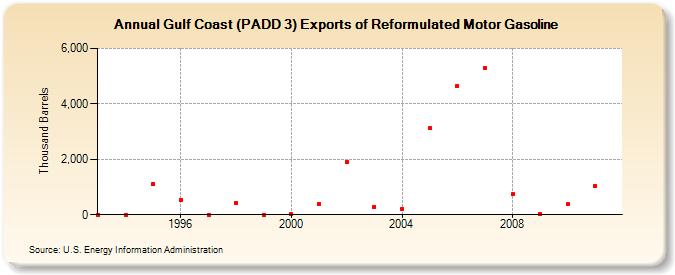 Annual Gulf Coast (PADD 3) Exports of Reformulated Motor Gasoline
Thousand Barrels
6,000
4,000
2,000
0
1996 2000 2004 2008
Source: U.S. Energy Information Administration